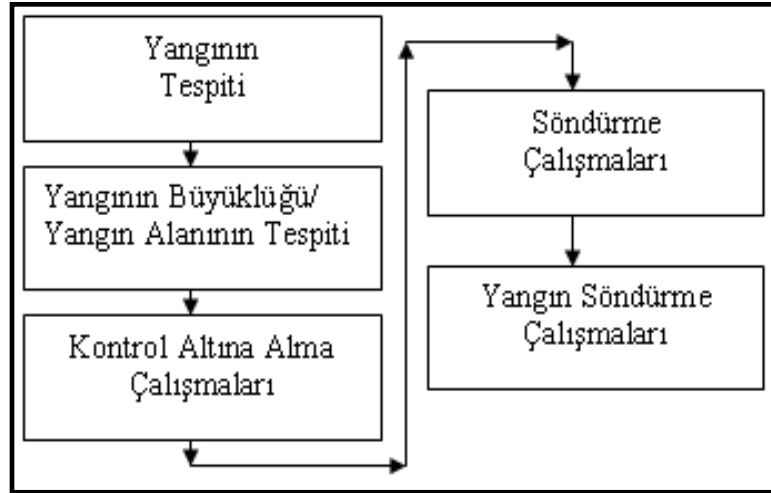 Yangının
Tespiti
Yangının Büyüklüğü/
Yangın Alanının Tespiti
Kontrol Altına Alma
Çalışmaları
Söndürme
Çalışmaları
Yangın Söndürme
Çalışmaları